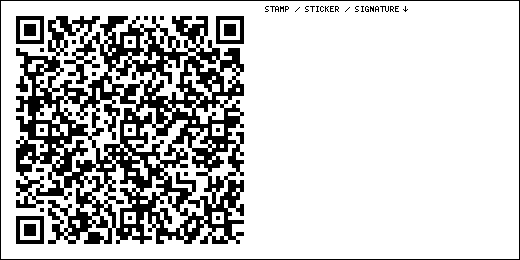 STAMP / STICKER / SIGNATURE ↓